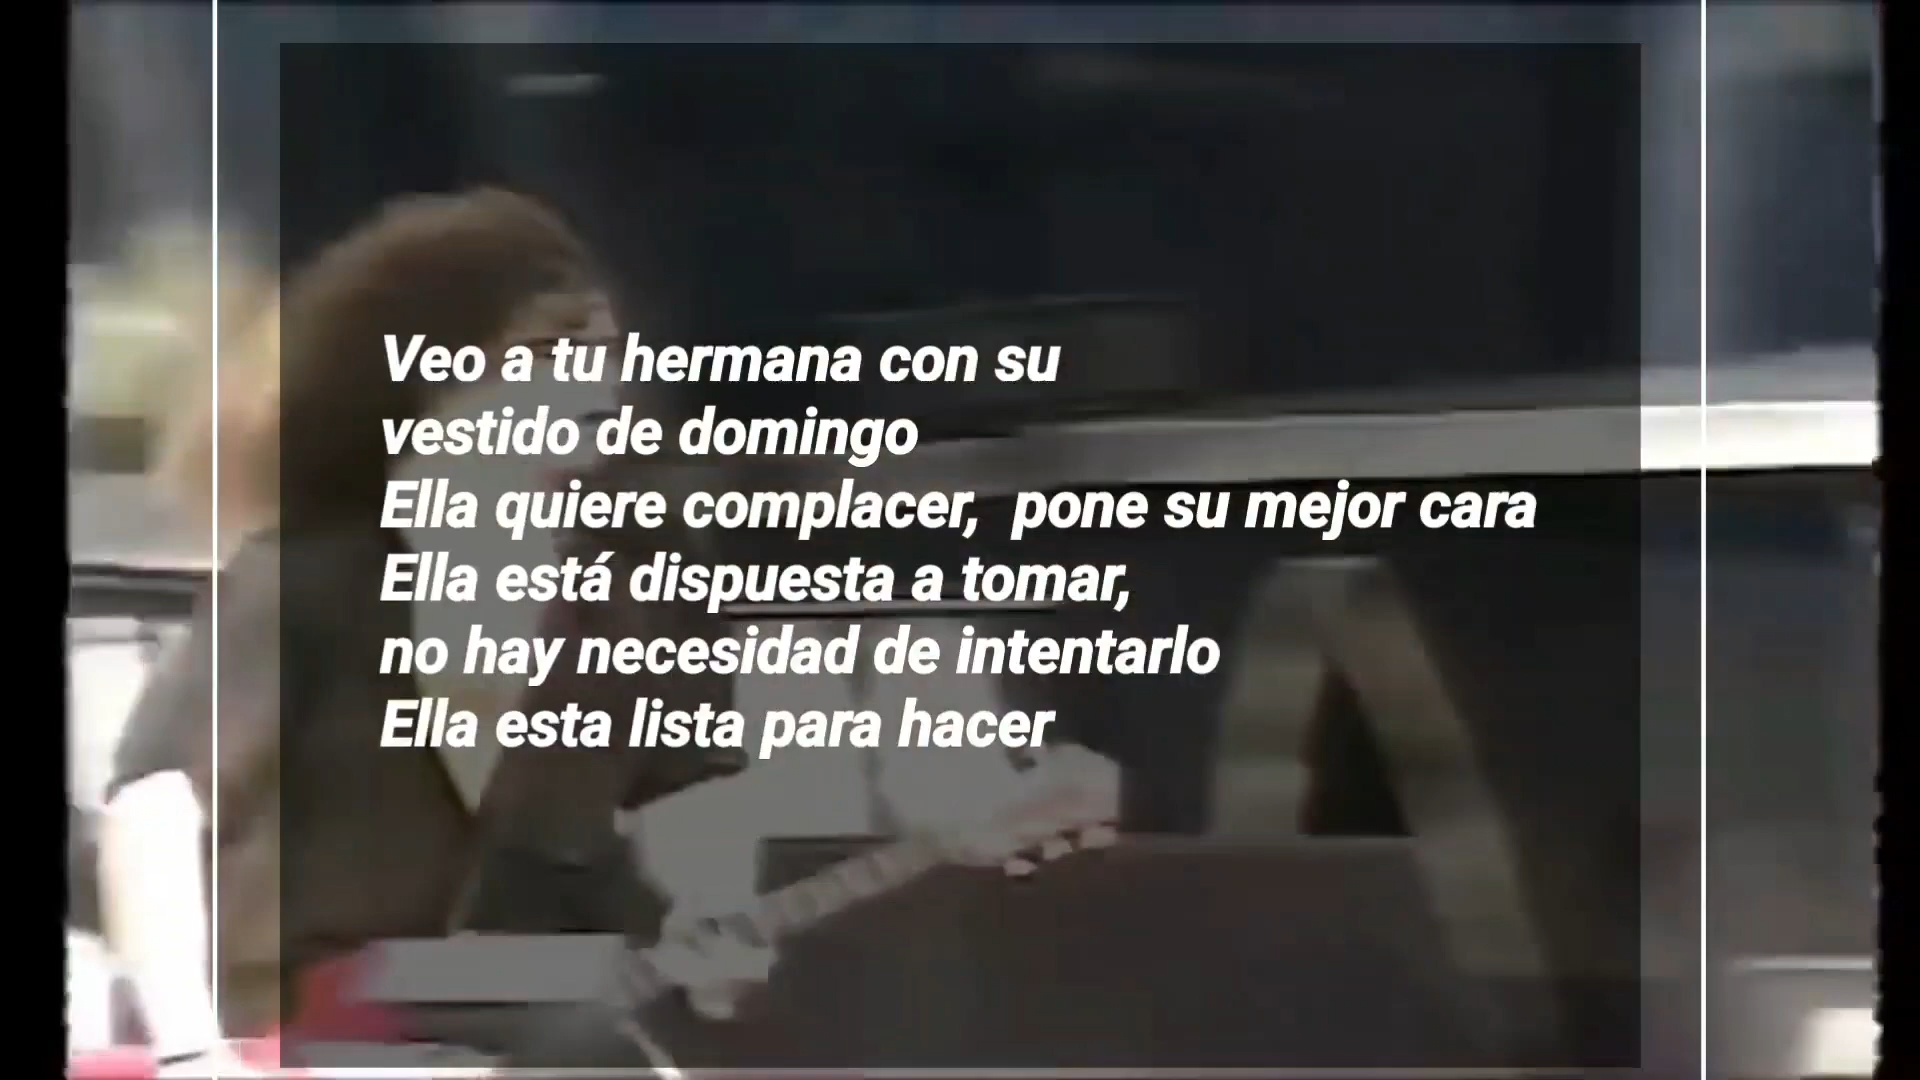 Veo a tu hermana con su
vestido de domingo
Ella quiere complacer,  pone su mejor cara
Ella está dispuesta a tomar,
no hay necesidad de intentarlo
Ella esta lista para hacer